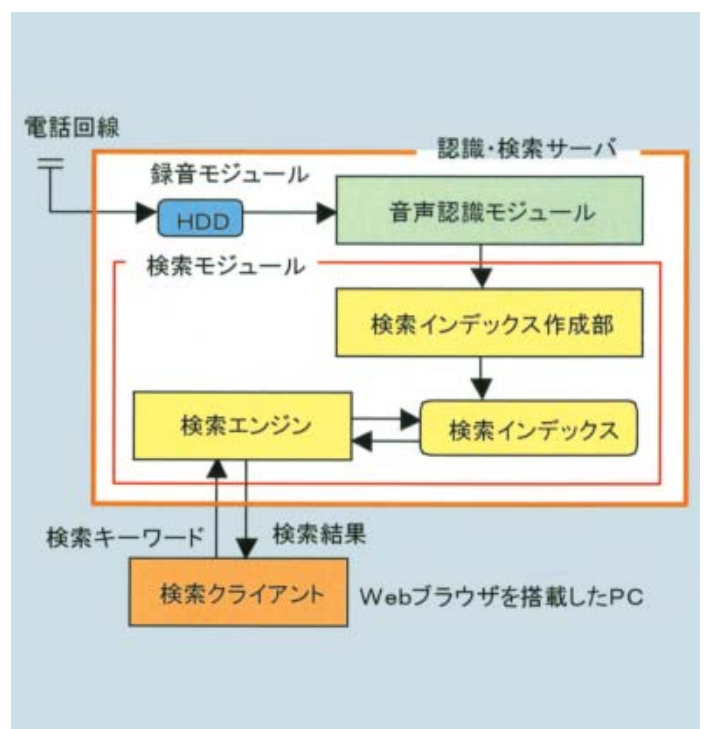 電話回線
認識・検索サーバ
録音モジュール
HDD
音声認識モジュール
検索モジュール
検索インデックス作成部
検索エンジン
検索インデックス
検索キーワード
検索結果
検索クライアント
Webブラウザを搭載したPC